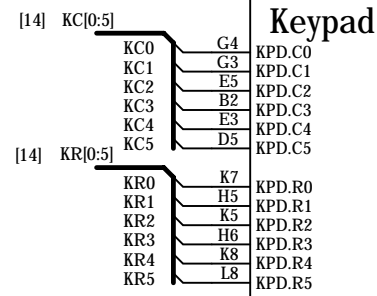 Keypad
[14] KC[0:5]
KC0 G4 KPD.C0
KC1 G3 KPD.C1
KC2 E5 KPD.C2
KC3 B2 KPD.C3
KC4 E3 KPD.C4
KC5 D5 KPD.C5
[14] KR[0:5]
KR0 K7 KPD.R0
KR1 H5 KPD.R1
KR2 K5 KPD.R2
KR3 H6 KPD.R3
KR4 K8 KPD.R4
KR5 L8 KPD.R5